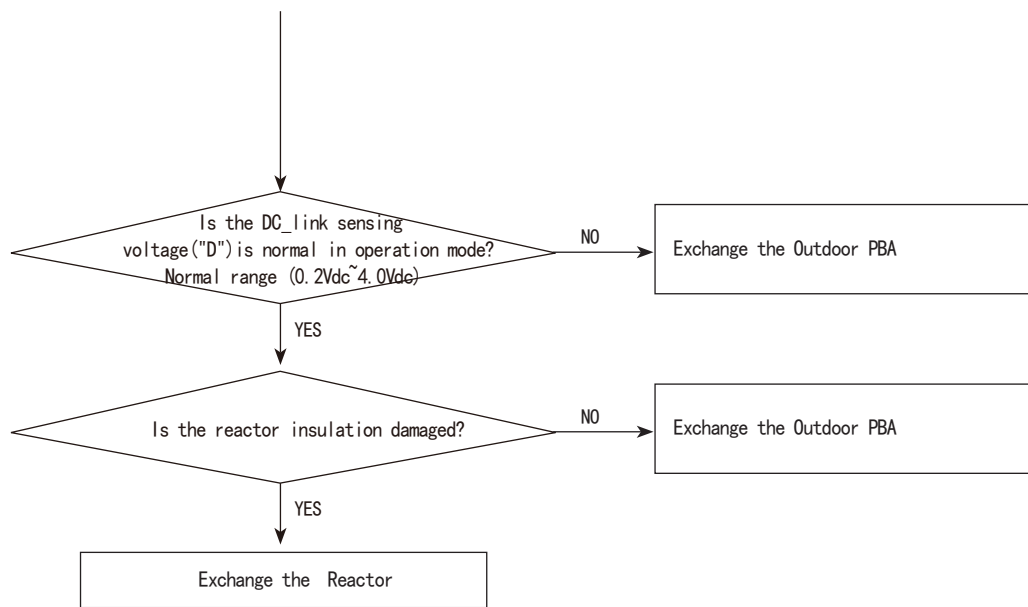 Is the DC_link sensing
voltage("D")is normal in operation mode?
Normal range (0.2Vdc~4.0Vdc)
NO
Exchange the Outdoor PBA
YES
Is the reactor insulation damaged?
NO
Exchange the Outdoor PBA
YES
Exchange the Reactor